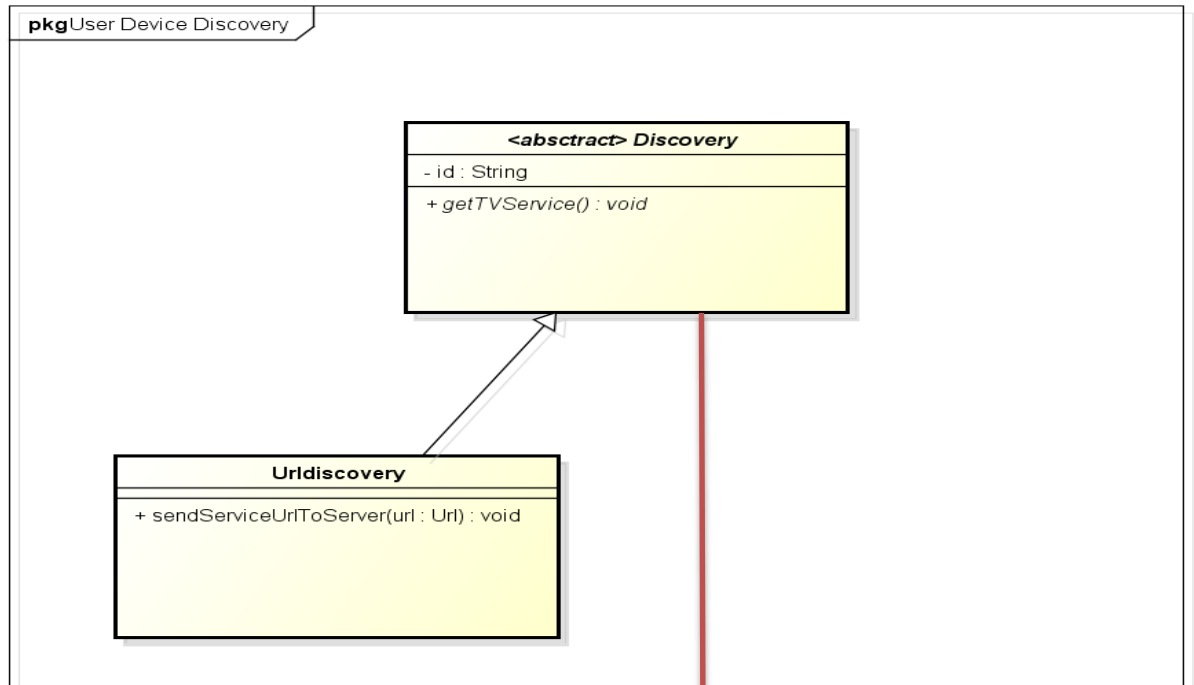 pkgUser Device Discovery
<absctract> Discovery
- id : String
+ getTVService() : void
Urldiscovery
+ sendServiceUrlToServer(url : Url) : void